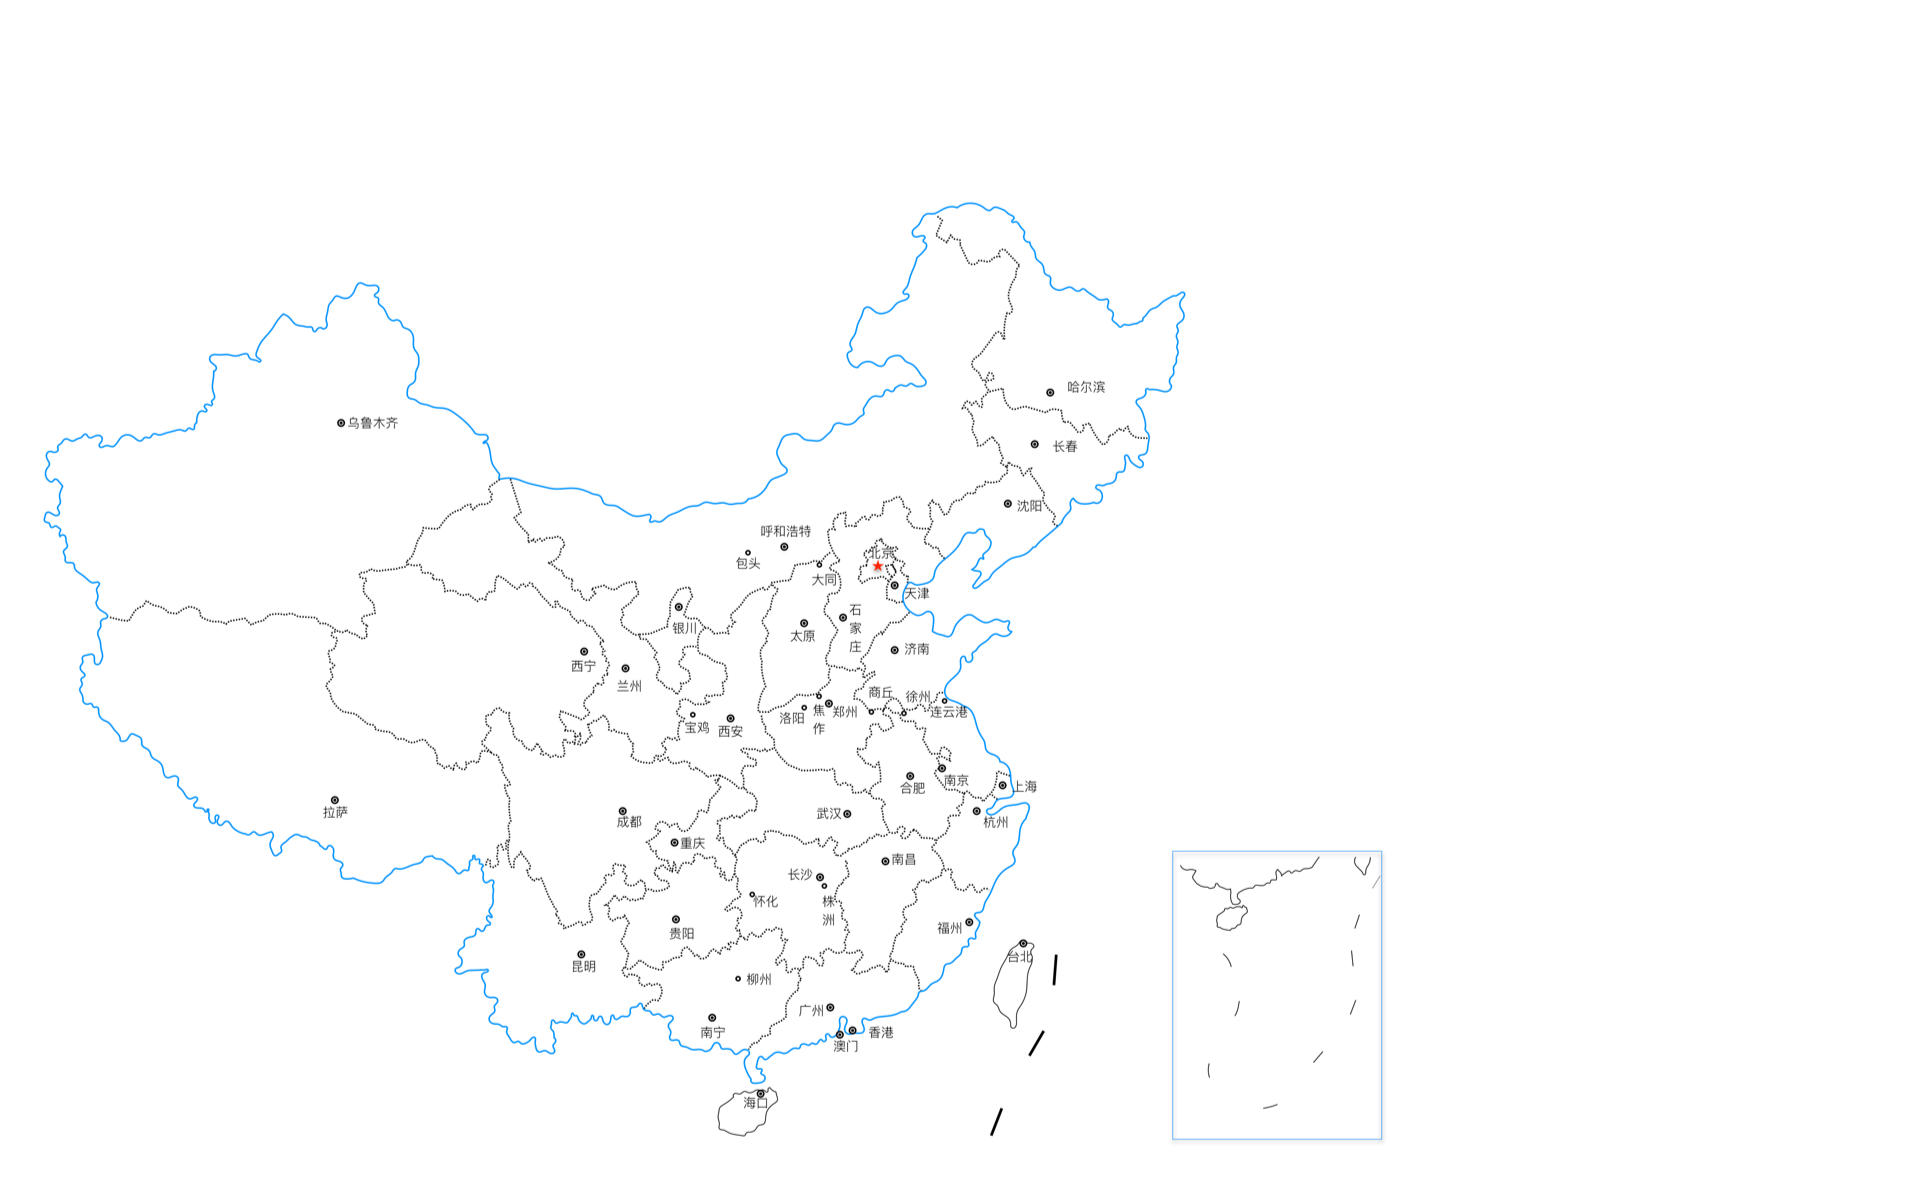 哈尔滨
乌鲁木齐
长春
沈阳
呼和浩特
北京
包头
大同
天津
石
家
庄
银川
太原
济南
西宁
兰州
商丘
徐州
连云港
洛阳
焦
作
郑州
宝鸡
西安
南京
合肥
上海
拉萨
成都
武汉
杭州
重庆
南昌
长沙
怀化
株
洲
贵阳
福州
台北
昆明
柳州
广州
南宁
香港
澳门
海口